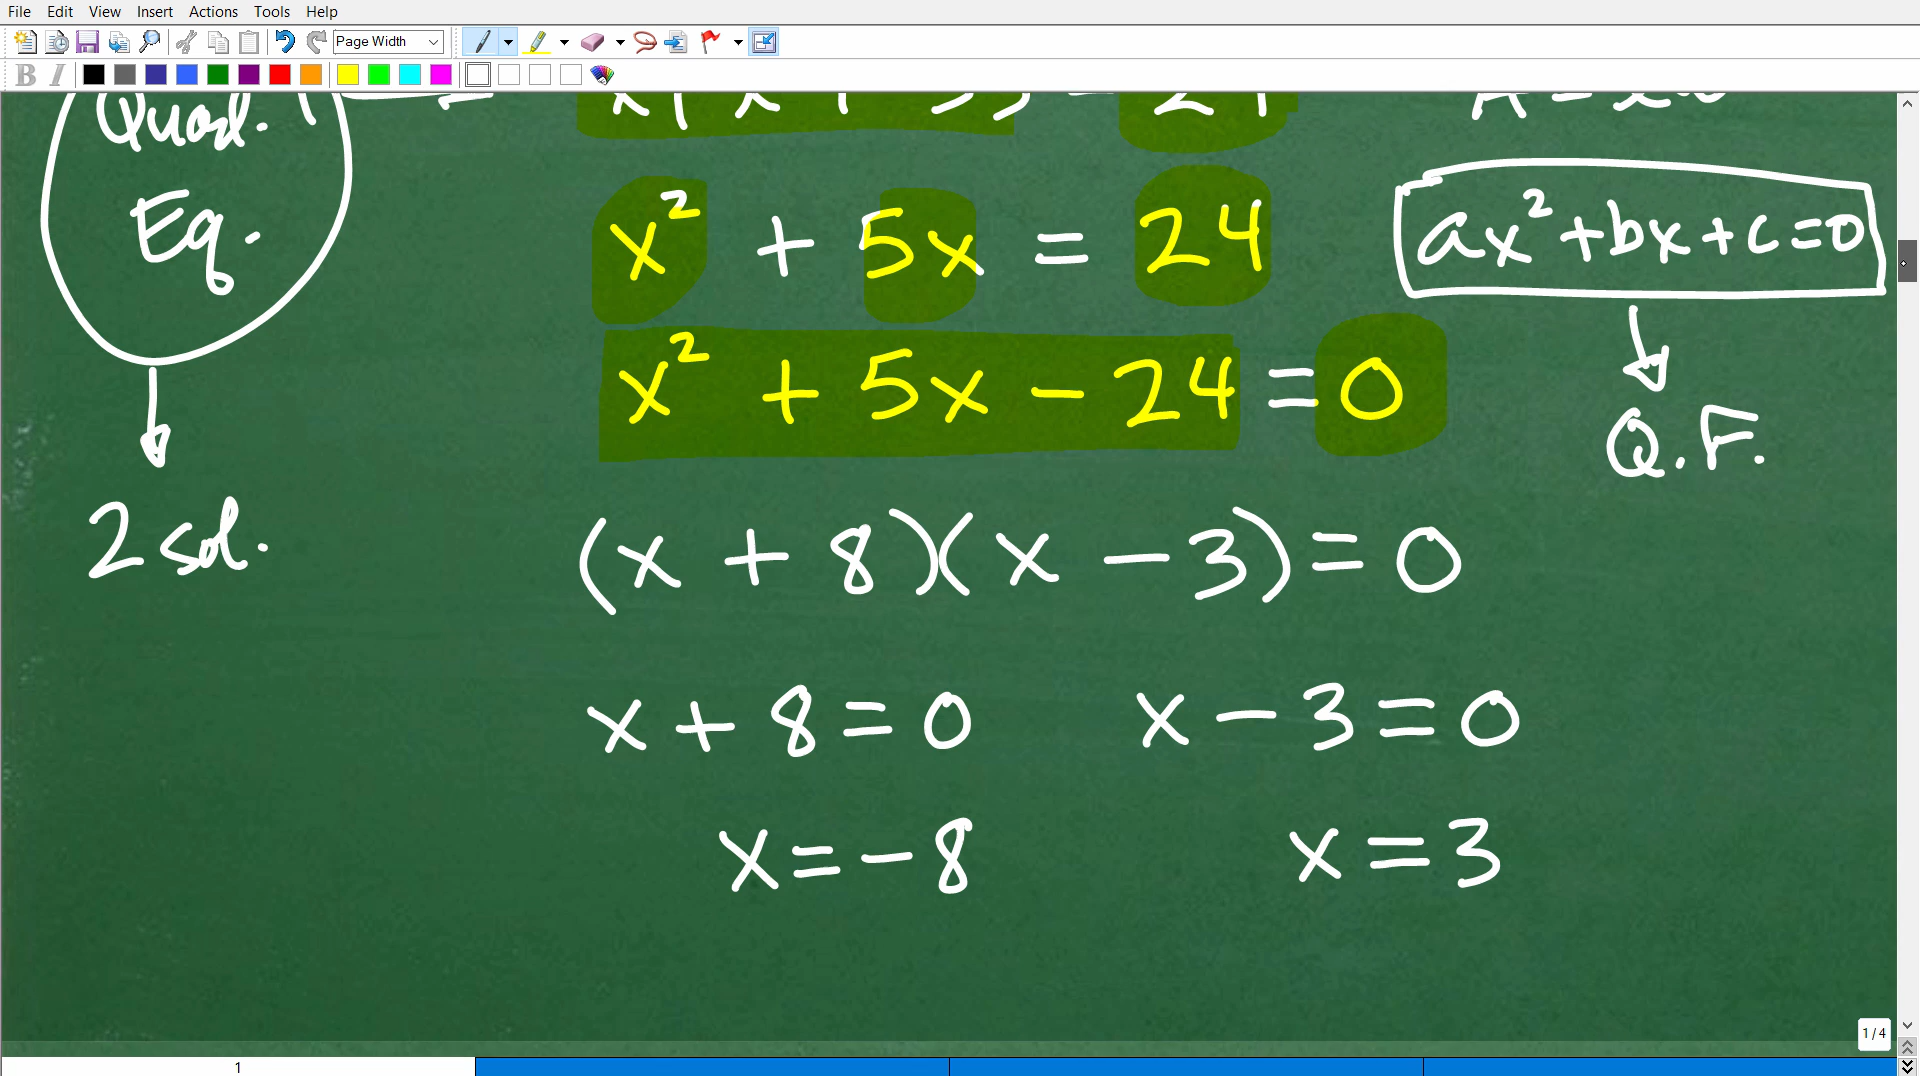 File Edit View Insert Actions Tools Help
Page Width
B I
Quad.
Eq.
2 sol.
x² + 5x = 24
x² + 5x - 24 = 0
(x + 8)(x - 3) = 0
x + 8 = 0 x - 3 = 0
x = -8 x = 3
ax² + bx + c = 0
Q.F.
1 / 4
1